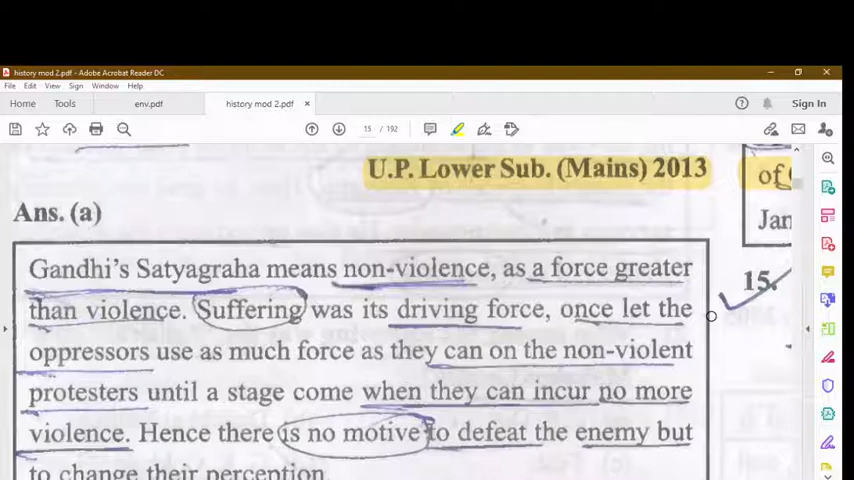 history mod 2.pdf - Adobe Acrobat Reader DC
File Edit View Sign Window Help
Home Tools env.pdf history mod 2.pdf × Sign In
15 / 192
U.P. Lower Sub. (Mains) 2013
of
Ans. (a)
Jan
Gandhi's Satyagraha means non-violence, as a force greater
than violence. Suffering was its driving force, once let the
oppressors use as much force as they can on the non-violent
protesters until a stage come when they can incur no more
violence. Hence there is no motive to defeat the enemy but
to change their perception.
15.